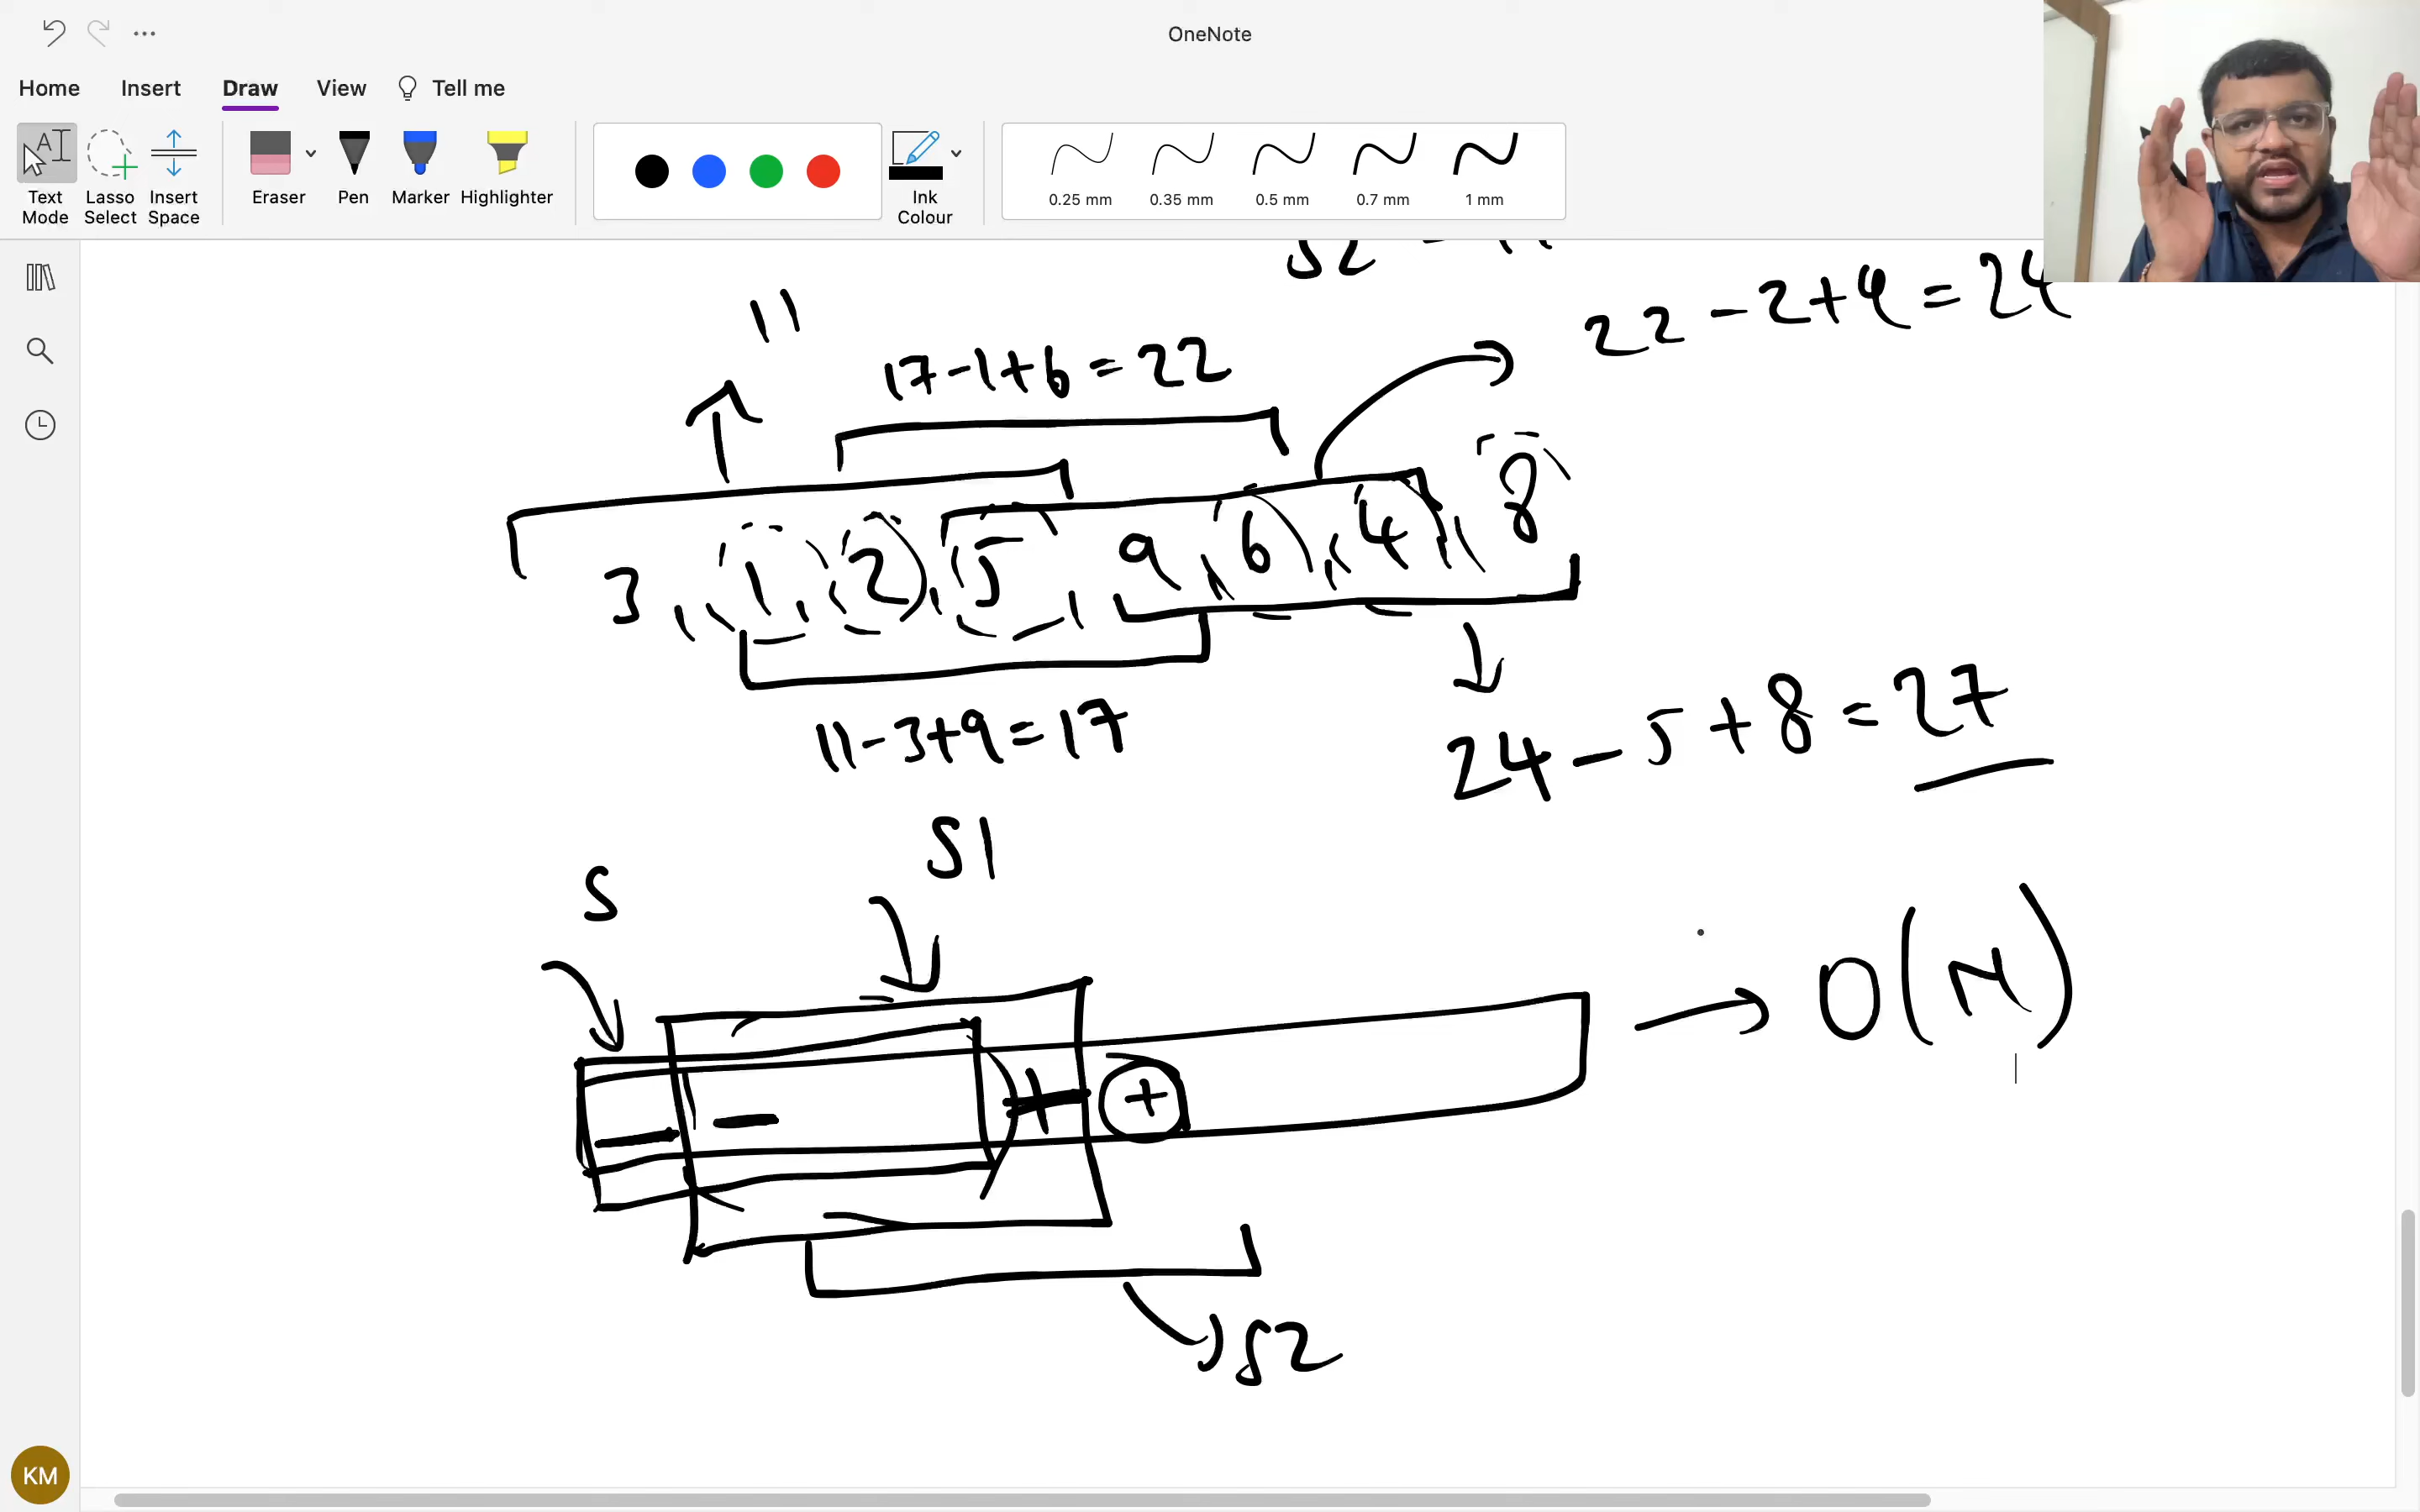 OneNote
Home Insert Draw View Tell me
Text Mode
Lasso Select
Insert Space
Eraser
Pen
Marker
Highlighter
Ink Colour
0.25 mm
0.35 mm
0.5 mm
0.7 mm
1 mm
11
17-1+6=22
22-2+4=24
3, 1, 2, 5, 9, 6, 4, 8
11-3+9=17
24-5+8=27
S
S1
- +
+
→ O(N)
S2
KM